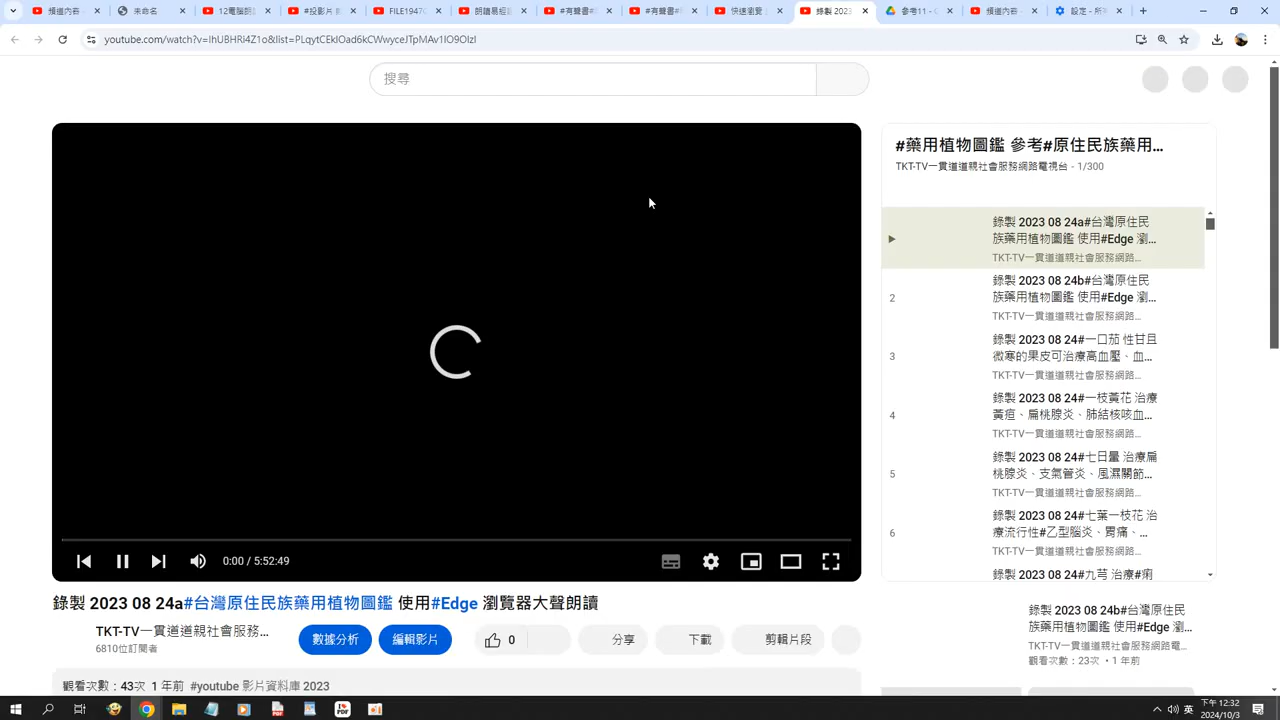 頻道內容
未命名
12電腦朗讀
#投影片
FILE1947
朗讀易經
#有聲書#
#有聲書#
快速瀏覽
錄製 2023
參考11 -
頻道內容
設定 - 所
youtube.com/watch?v=IhUBHRi4Z1o&list=PLqytCEkIOad6kCWwyceJTpMAv1IO9OIzI
搜尋
#藥用植物圖鑑 參考#原住民族藥用...
TKT-TV一貫道道親社會服務網路電視台 - 1/300
錄製 2023 08 24a#台灣原住民
族藥用植物圖鑑 使用#Edge 瀏...
TKT-TV一貫道道親社會服務網路...
2
錄製 2023 08 24b#台灣原住民
族藥用植物圖鑑 使用#Edge 瀏...
TKT-TV一貫道道親社會服務網路...
3
錄製 2023 08 24#一口茄 性甘且
微寒的果皮可治療高血壓、血...
TKT-TV一貫道道親社會服務網路...
4
錄製 2023 08 24#一枝黃花 治療
黃疸、扁桃腺炎、肺結核咳血...
TKT-TV一貫道道親社會服務網路...
5
錄製 2023 08 24#七日暈 治療扁
桃腺炎、支氣管炎、風濕關節...
TKT-TV一貫道道親社會服務網路...
6
錄製 2023 08 24#七葉一枝花 治
療流行性#乙型腦炎、胃痛、...
TKT-TV一貫道道親社會服務網路...
錄製 2023 08 24#九芎 治療#痢
0:00 / 5:52:49
錄製 2023 08 24a#台灣原住民族藥用植物圖鑑 使用#Edge 瀏覽器大聲朗讀
TKT-TV一貫道道親社會服務...
6810位訂閱者
數據分析
編輯影片
0
分享
下載
剪輯片段
觀看次數：43次 1 年前 #youtube 影片資料庫 2023
錄製 2023 08 24b#台灣原住民
族藥用植物圖鑑 使用#Edge 瀏...
TKT-TV一貫道道親社會服務網路電...
觀看次數：23次 • 1 年前
英
下午 12:32
2024/10/3